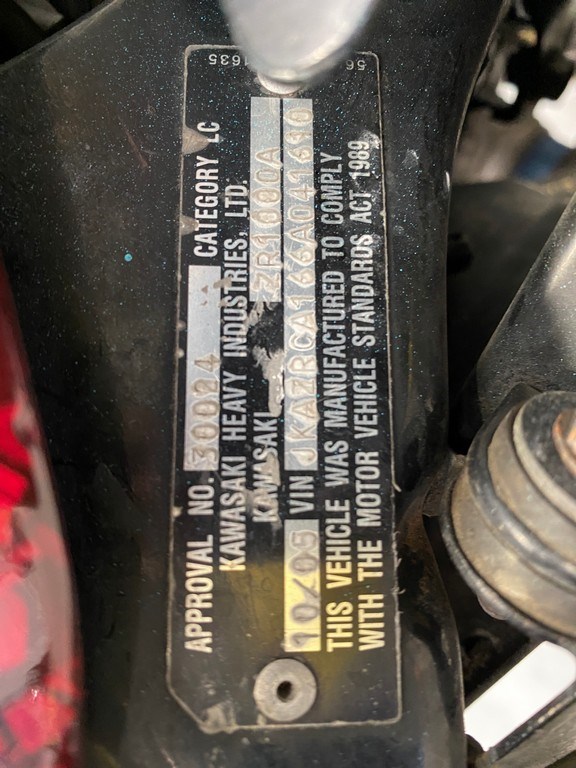 APPROVAL NO. 30024 CATEGORY LC
KAWASAKI HEAVY INDUSTRIES, LTD.
KAWASAKI ZR1000A
10/05 VIN JKAZRCA166A041610
THIS VEHICLE WAS MANUFACTURED TO COMPLY
WITH THE MOTOR VEHICLE STANDARDS ACT 1989